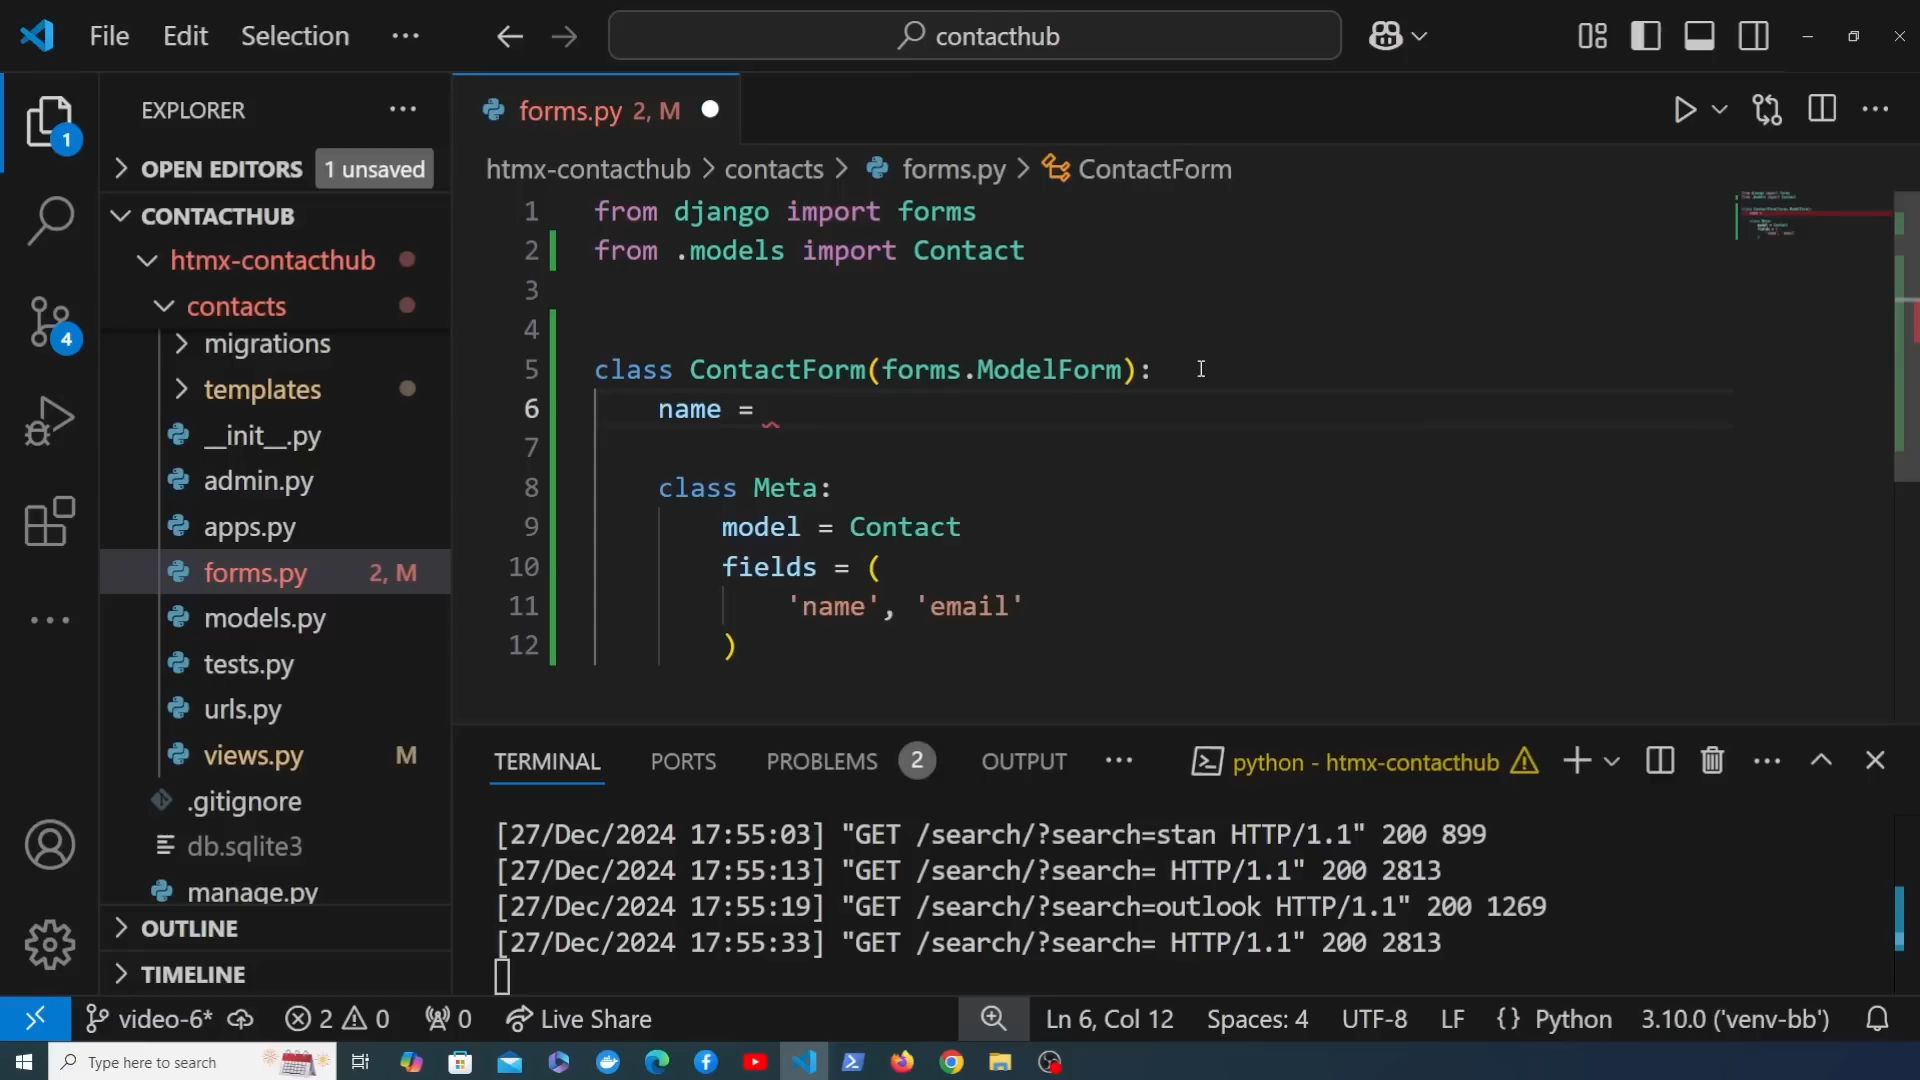 File Edit Selection ··· contacthub
EXPLORER ···
OPEN EDITORS 1 unsaved
CONTACTHUB
htmx-contacthub
contacts
migrations
templates
__init__.py
admin.py
apps.py
forms.py 2, M
models.py
tests.py
urls.py
views.py M
.gitignore
db.sqlite3
manage.py
OUTLINE
TIMELINE
1
4
forms.py 2, M
htmx-contacthub > contacts > forms.py > ContactForm
1 from django import forms
2 from .models import Contact
3
4
5 class ContactForm(forms.ModelForm):
6 name =
7
8 class Meta:
9 model = Contact
10 fields = (
11 'name', 'email'
12 )
TERMINAL PORTS PROBLEMS 2 OUTPUT ··· python - htmx-contacthub
[27/Dec/2024 17:55:03] "GET /search/?search=stan HTTP/1.1" 200 899
[27/Dec/2024 17:55:13] "GET /search/?search= HTTP/1.1" 200 2813
[27/Dec/2024 17:55:19] "GET /search/?search=outlook HTTP/1.1" 200 1269
[27/Dec/2024 17:55:33] "GET /search/?search= HTTP/1.1" 200 2813
video-6* 2 0 0 Live Share Ln 6, Col 12 Spaces: 4 UTF-8 LF {} Python 3.10.0 ('venv-bb')
Type here to search